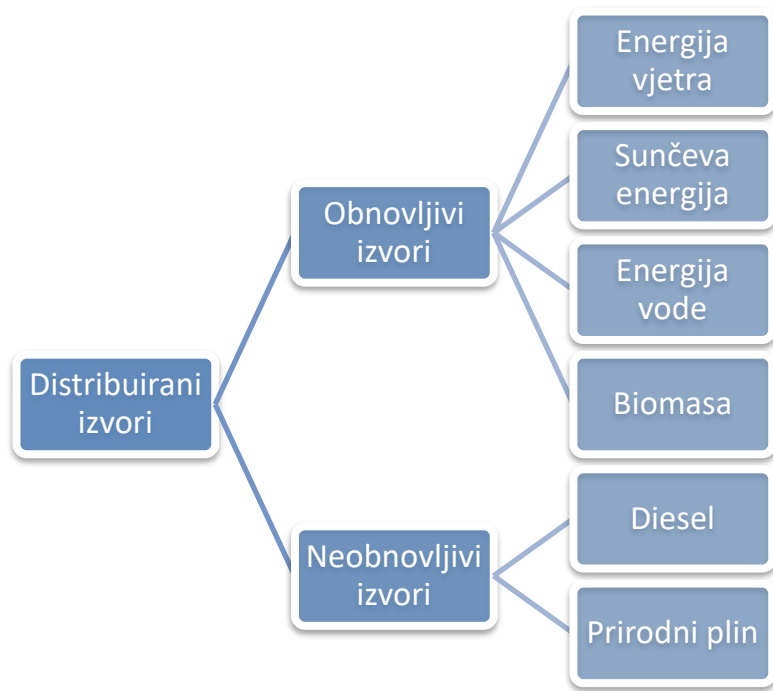 Distribuirani
izvori
Obnovljivi
izvori
Energija
vjetra
Sunčeva
energija
Energija
vode
Biomasa
Neobnovljivi
izvori
Diesel
Prirodni plin